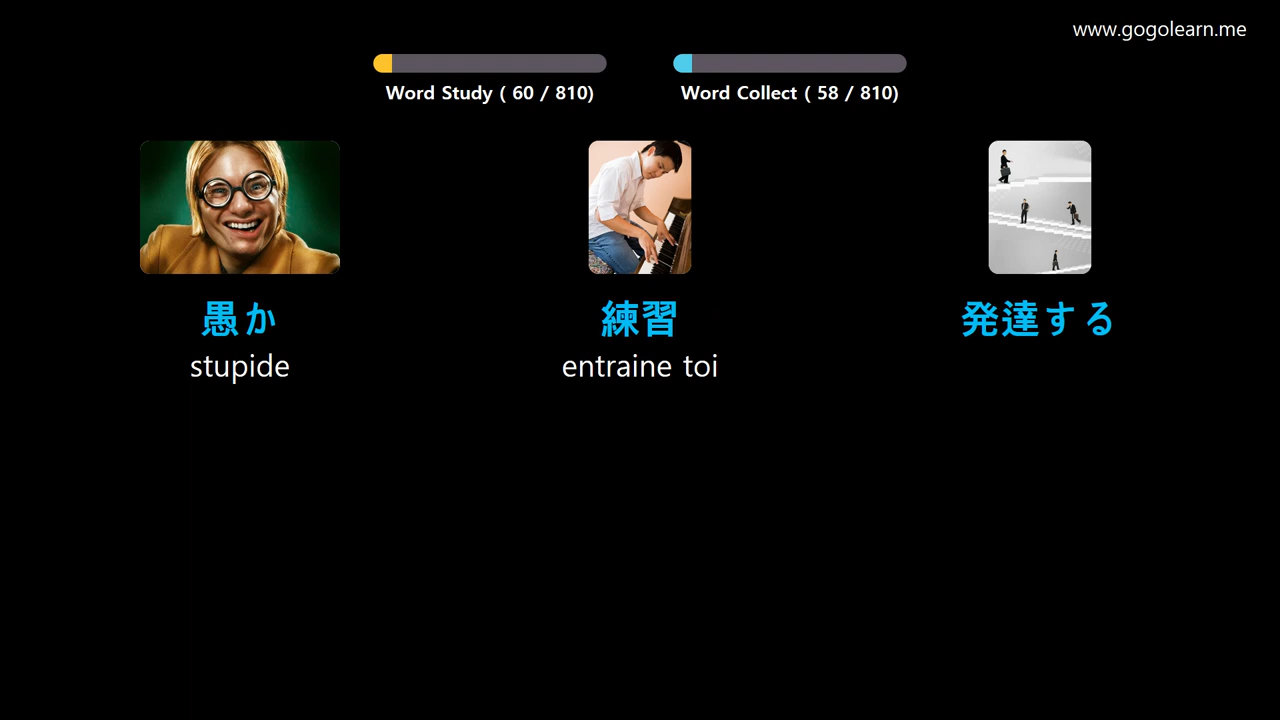 www.gogolearn.me
Word Study ( 60 / 810)
Word Collect ( 58 / 810)
愚か
stupide
練習
entraine toi
発達する